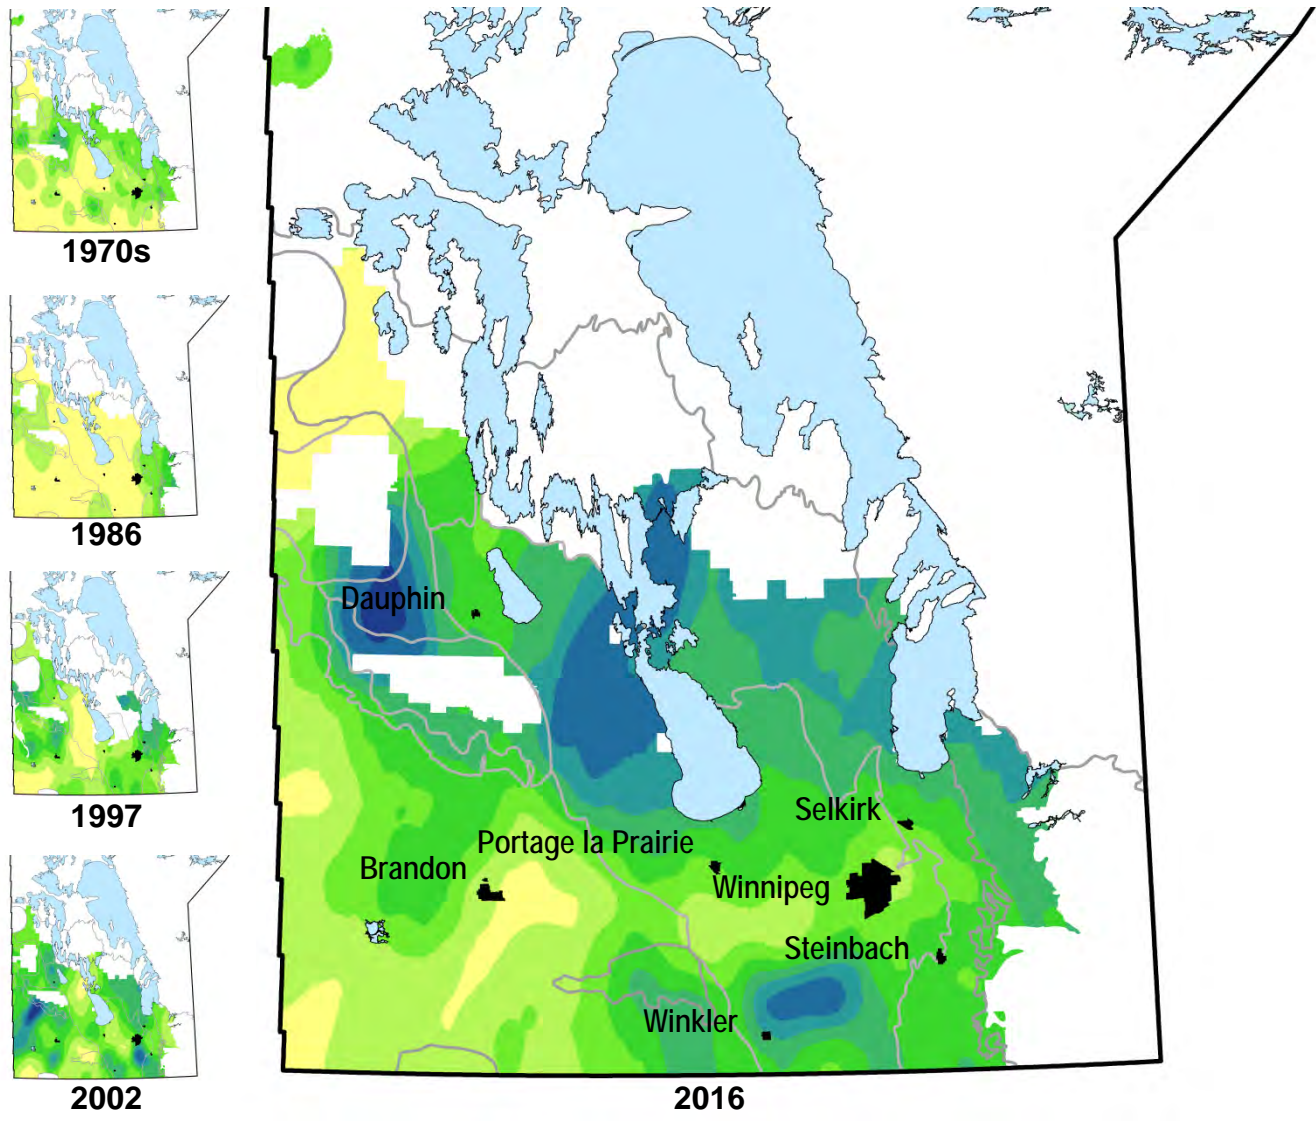 1970s
1986
1997
2002
Dauphin
Selkirk
Portage la Prairie
Brandon
Winnipeg
Steinbach
Winkler
2016